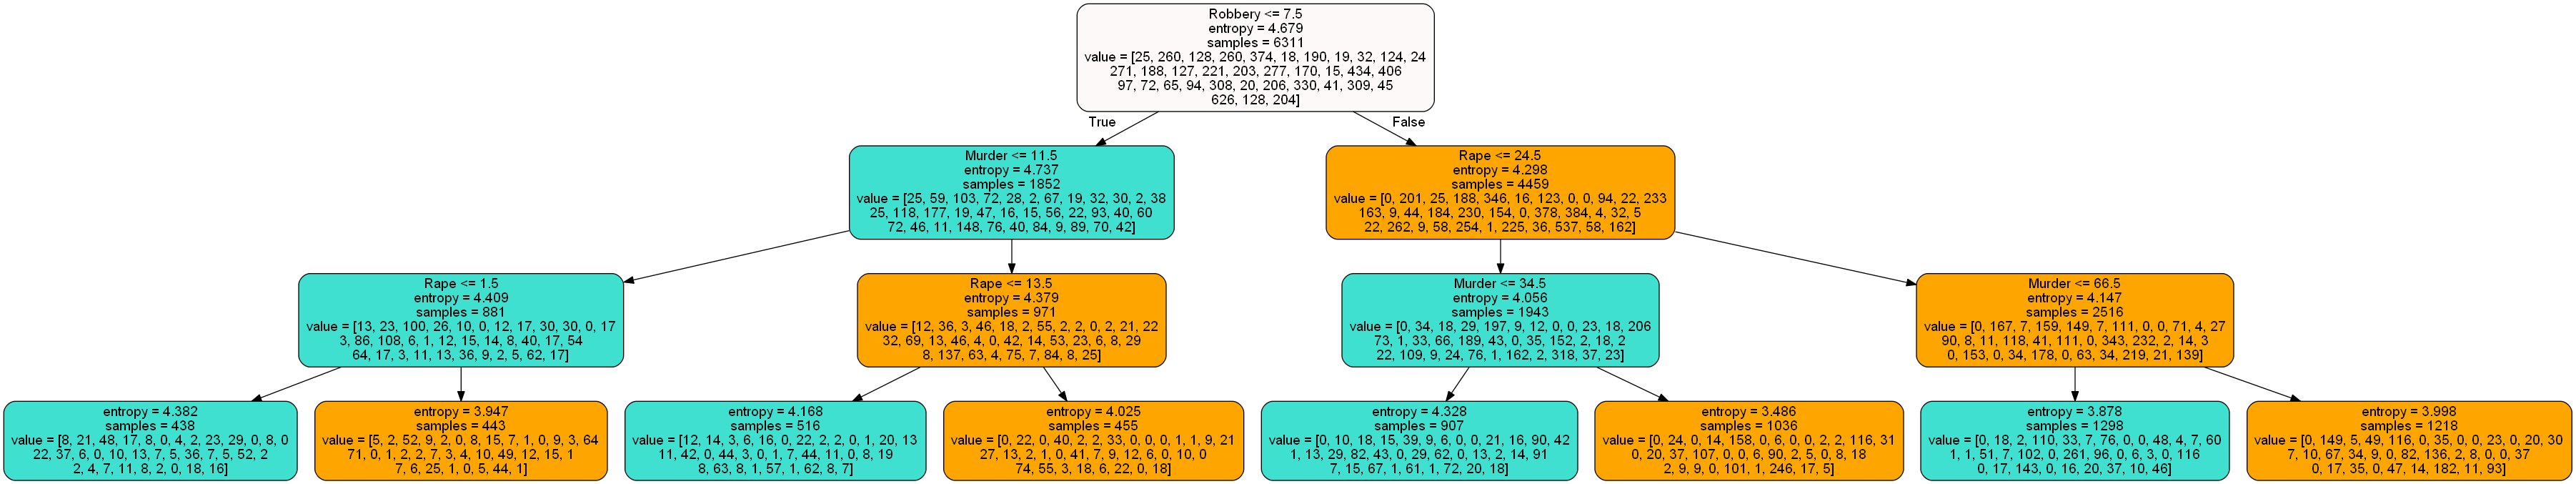 Robbery <= 7.5
entropy = 4.679
samples = 6311
value = [25, 260, 128, 260, 374, 18, 190, 19, 32, 124, 24
271, 188, 127, 221, 203, 277, 170, 15, 434, 406
97, 72, 65, 94, 308, 20, 206, 330, 41, 309, 45
626, 128, 204]
True
False
Murder <= 11.5
entropy = 4.737
samples = 1852
value = [25, 59, 103, 72, 28, 2, 67, 19, 32, 30, 2, 38
25, 118, 177, 19, 47, 16, 15, 56, 22, 93, 40, 60
72, 46, 11, 148, 76, 40, 84, 9, 89, 70, 42]
Rape <= 24.5
entropy = 4.298
samples = 4459
value = [0, 201, 25, 188, 346, 16, 123, 0, 0, 94, 22, 233
163, 9, 44, 184, 230, 154, 0, 378, 384, 4, 32, 5
22, 262, 9, 58, 254, 1, 225, 36, 537, 58, 162]
Rape <= 1.5
entropy = 4.409
samples = 881
value = [13, 23, 100, 26, 10, 0, 12, 17, 30, 30, 0, 17
3, 86, 108, 6, 1, 12, 15, 14, 8, 40, 17, 54
64, 17, 3, 11, 13, 36, 9, 2, 5, 62, 17]
Rape <= 13.5
entropy = 4.379
samples = 971
value = [12, 36, 3, 46, 18, 2, 55, 2, 2, 0, 2, 21, 22
32, 69, 13, 46, 4, 0, 42, 14, 53, 23, 6, 8, 29
8, 137, 63, 4, 75, 7, 84, 8, 25]
Murder <= 34.5
entropy = 4.056
samples = 1943
value = [0, 34, 18, 29, 197, 9, 12, 0, 0, 23, 18, 206
73, 1, 33, 66, 189, 43, 0, 35, 152, 2, 18, 2
22, 109, 9, 24, 76, 1, 162, 2, 318, 37, 23]
Murder <= 66.5
entropy = 4.147
samples = 2516
value = [0, 167, 7, 159, 149, 7, 111, 0, 0, 71, 4, 27
90, 8, 11, 118, 41, 111, 0, 343, 232, 2, 14, 3
0, 153, 0, 34, 178, 0, 63, 34, 219, 21, 139]
entropy = 4.382
samples = 438
value = [8, 21, 48, 17, 8, 0, 4, 2, 23, 29, 0, 8, 0
22, 37, 6, 0, 10, 13, 7, 5, 36, 7, 5, 52, 2
2, 4, 7, 11, 8, 2, 0, 18, 16]
entropy = 3.947
samples = 443
value = [5, 2, 52, 9, 2, 0, 8, 15, 7, 1, 0, 9, 3, 64
71, 0, 1, 2, 2, 7, 3, 4, 10, 49, 12, 15, 1
7, 6, 25, 1, 0, 5, 44, 1]
entropy = 4.168
samples = 516
value = [12, 14, 3, 6, 16, 0, 22, 2, 2, 0, 1, 20, 13
11, 42, 0, 44, 3, 0, 1, 7, 44, 11, 0, 8, 19
8, 63, 8, 1, 57, 1, 62, 8, 7]
entropy = 4.025
samples = 455
value = [0, 22, 0, 40, 2, 2, 33, 0, 0, 0, 1, 1, 9, 21
27, 13, 2, 1, 0, 41, 7, 9, 12, 6, 0, 10, 0
74, 55, 3, 18, 6, 22, 0, 18]
entropy = 4.328
samples = 907
value = [0, 10, 18, 15, 39, 9, 6, 0, 0, 21, 16, 90, 42
1, 13, 29, 82, 43, 0, 29, 62, 0, 13, 2, 14, 91
7, 15, 67, 1, 61, 1, 72, 20, 18]
entropy = 3.486
samples = 1036
value = [0, 24, 0, 14, 158, 0, 6, 0, 0, 2, 2, 116, 31
0, 20, 37, 107, 0, 0, 6, 90, 2, 5, 0, 8, 18
2, 9, 9, 0, 101, 1, 246, 17, 5]
entropy = 3.878
samples = 1298
value = [0, 18, 2, 110, 33, 7, 76, 0, 0, 48, 4, 7, 60
1, 1, 51, 7, 102, 0, 261, 96, 0, 6, 3, 0, 116
0, 17, 143, 0, 16, 20, 37, 10, 46]
entropy = 3.998
samples = 1218
value = [0, 149, 5, 49, 116, 0, 35, 0, 0, 23, 0, 20, 30
7, 10, 67, 34, 9, 0, 82, 136, 2, 8, 0, 0, 37
0, 17, 35, 0, 47, 14, 182, 11, 93]